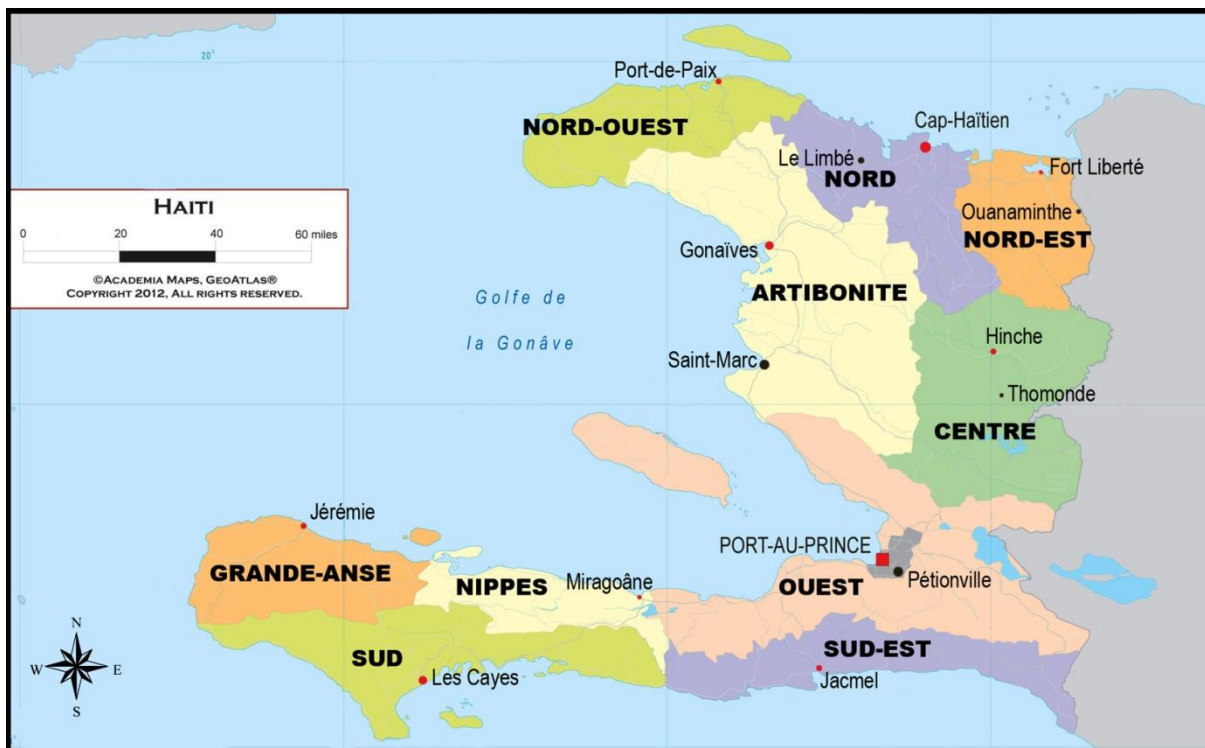 20°
Port-de-Paix
NORD-OUEST
Cap-Haïtien
Le Limbé
NORD
Fort Liberté
Ouanaminthe
NORD-EST
HAITI
0 20 40 60 miles
©ACADEMIA MAPS, GEOATLAS®
COPYRIGHT 2012, ALL RIGHTS RESERVED.
Gonaïves
ARTIBONITE
Golfe de
la Gonâve
Hinche
Saint-Marc
Thomonde
CENTRE
Jérémie
PORT-AU-PRINCE
GRANDE-ANSE
NIPPES
Miragoâne
OUEST
Pétionville
SUD
SUD-EST
Les Cayes
Jacmel
N
W E
S